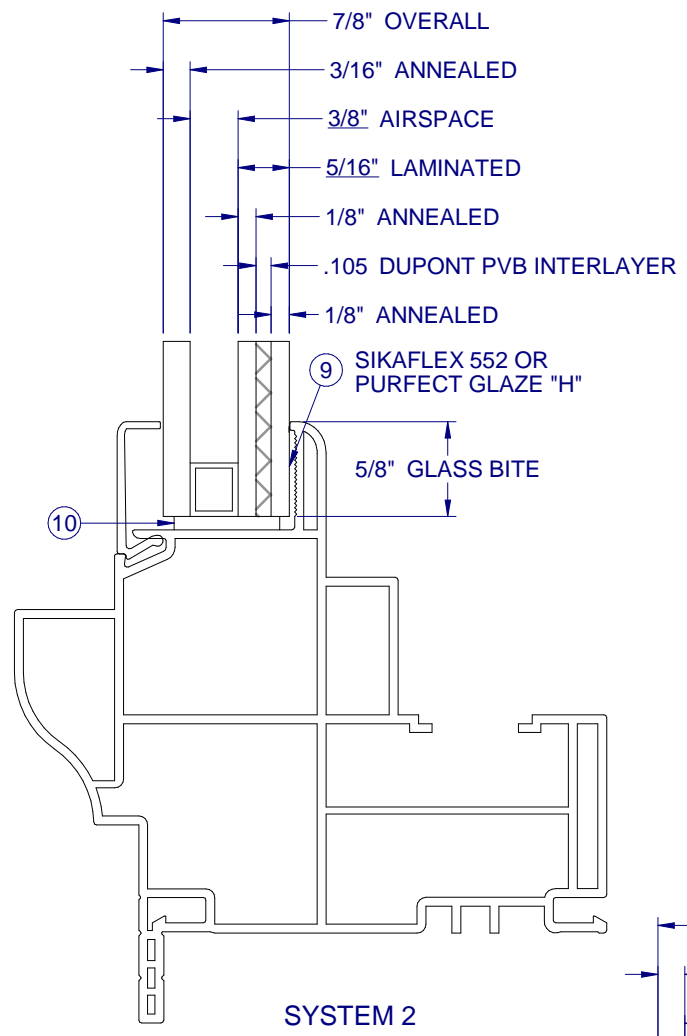 7/8" OVERALL
3/16" ANNEALED
3/8" AIRSPACE
5/16" LAMINATED
1/8" ANNEALED
.105 DUPONT PVB INTERLAYER
1/8" ANNEALED
9 SIKAFLEX 552 OR
PURFECT GLAZE "H"
5/8" GLASS BITE
10
SYSTEM 2